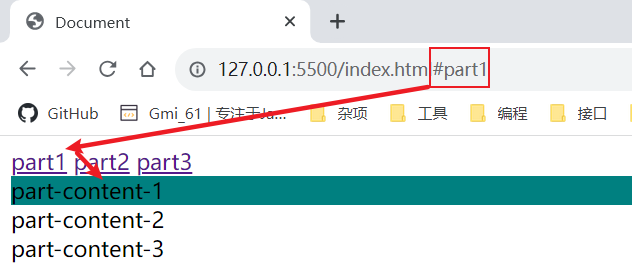 Document
127.0.0.1:5500/index.html#part1
GitHub
Gmi_61 | 专注于Ja...
杂项
工具
编程
接口
part1 part2 part3
part-content-1
part-content-2
part-content-3